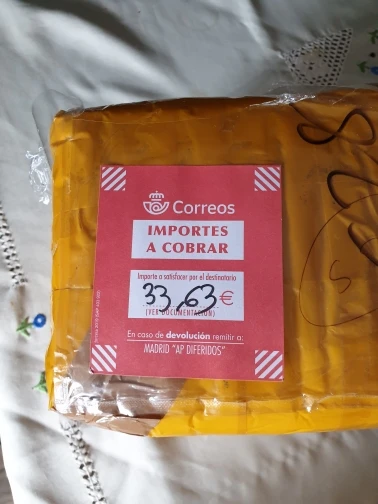 Correos
IMPORTES
A COBRAR
Importe a satisfacer por el destinatario
33,63 €
(VER DOCUMENTACIÓN)
En caso de devolución remitir a:
MADRID "AP DIFERIDOS"
8
S